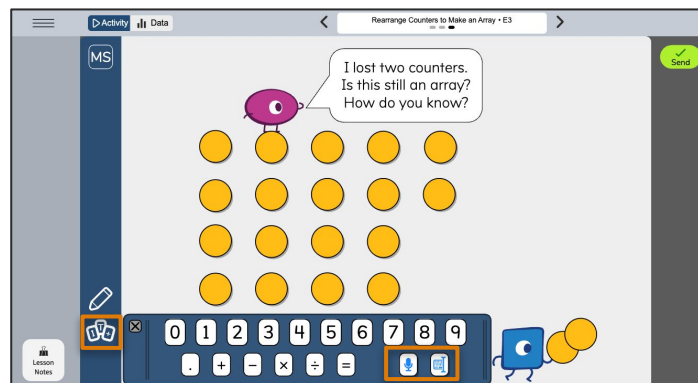 Activity
Data
Rearrange Counters to Make an Array • E3
MS
Send
I lost two counters.
Is this still an array?
How do you know?
0 1 2 3 4 5 6 7 8 9
. + − × ÷ =
Lesson
Notes